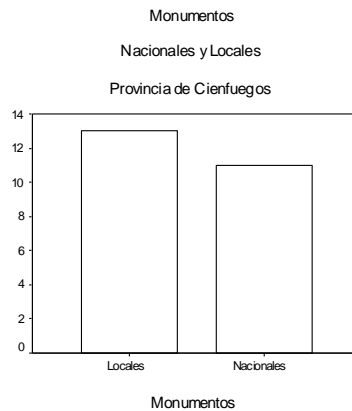 Monumentos
Nacionales y Locales
Provincia de Cienfuegos
14
12
10
8
6
4
2
0
Locales Nacionales
Monumentos